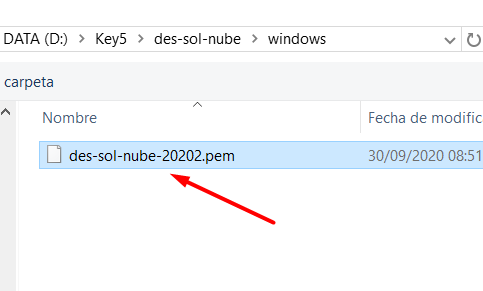 DATA (D:) > Key5 > des-sol-nube > windows
carpeta
Nombre Fecha de modific
des-sol-nube-20202.pem 30/09/2020 08:51